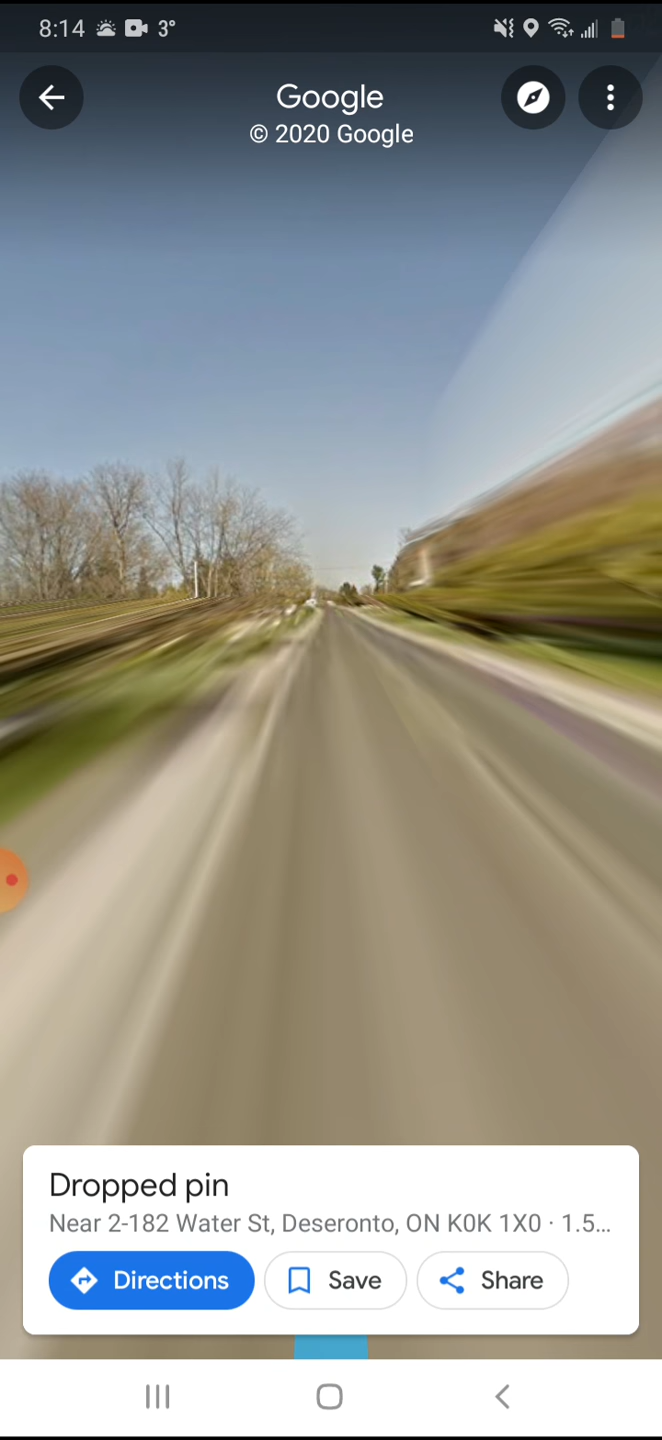 8:14 3°
Google
© 2020 Google
Dropped pin
Near 2-182 Water St, Deseronto, ON K0K 1X0 · 1.5...
Directions Save Share